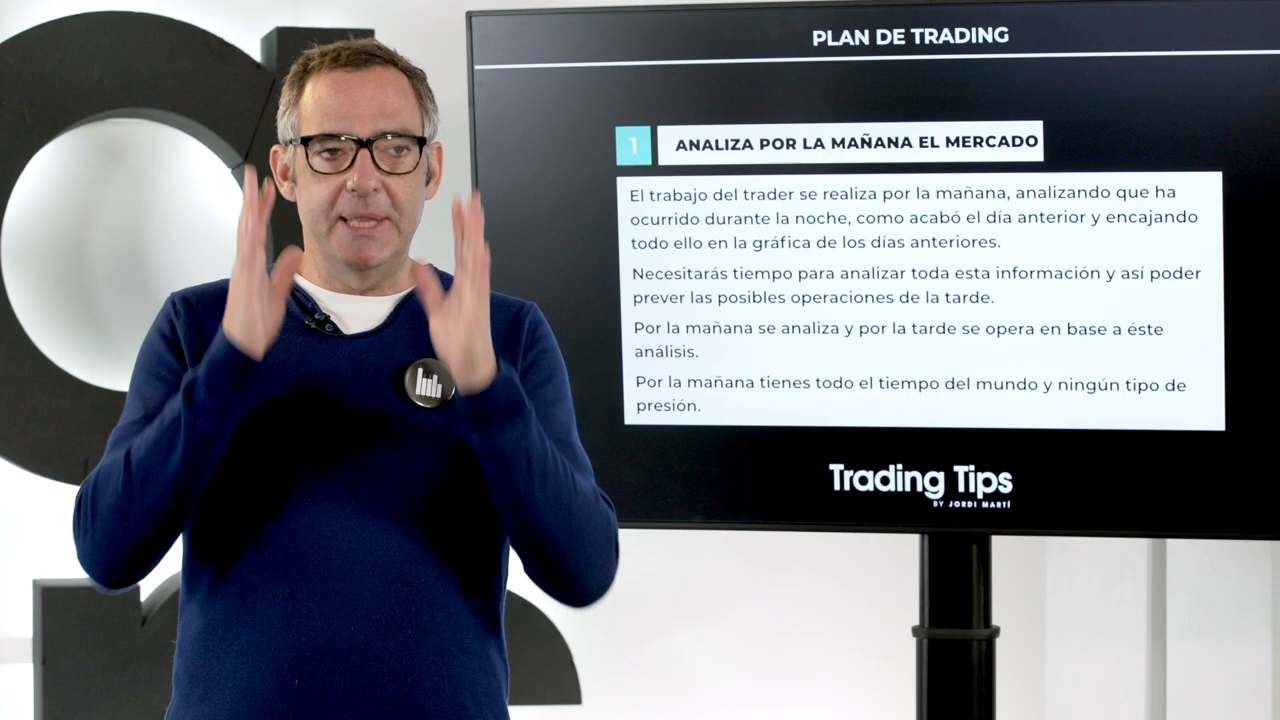 PLAN DE TRADING
1
ANALIZA POR LA MAÑANA EL MERCADO
El trabajo del trader se realiza por la mañana, analizando que ha
ocurrido durante la noche, como acabó el día anterior y encajando
todo ello en la gráfica de los días anteriores.
Necesitarás tiempo para analizar toda esta información y así poder
prever las posibles operaciones de la tarde.
Por la mañana se analiza y por la tarde se opera en base a éste
análisis.
Por la mañana tienes todo el tiempo del mundo y ningún tipo de
presión.
Trading Tips
BY JORDI MARTÍ